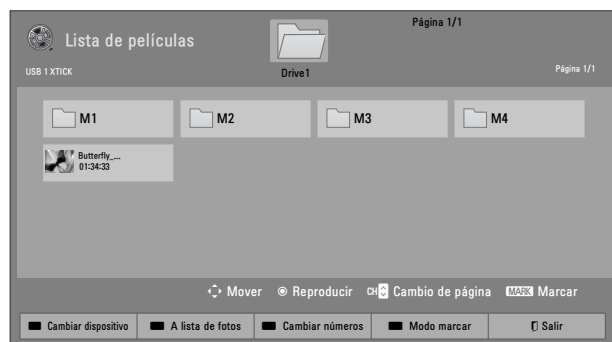 Lista de películas
Página 1/1
USB 1 XTICK
Drive1
Página 1/1
M1
M2
M3
M4
Butterfly_...
01:34:33
Mover Reproducir CH Cambio de página MARK Marcar
Cambiar dispositivo A lista de fotos Cambiar números Modo marcar Salir